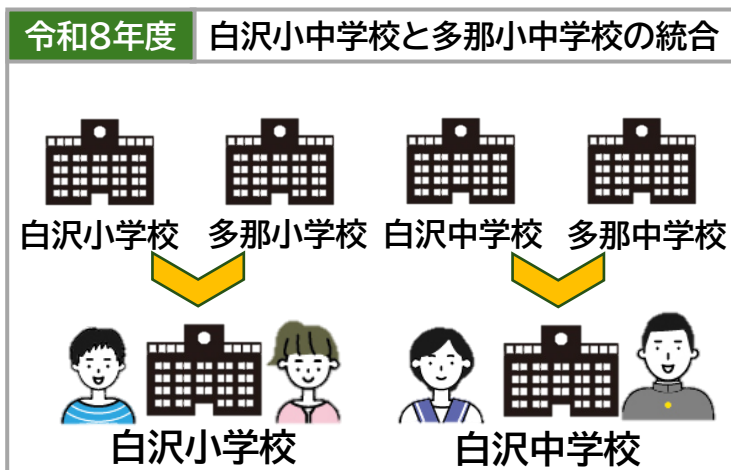 令和8年度 白沢小中学校と多那小中学校の統合
白沢小学校 多那小学校 白沢中学校 多那中学校
白沢小学校 白沢中学校